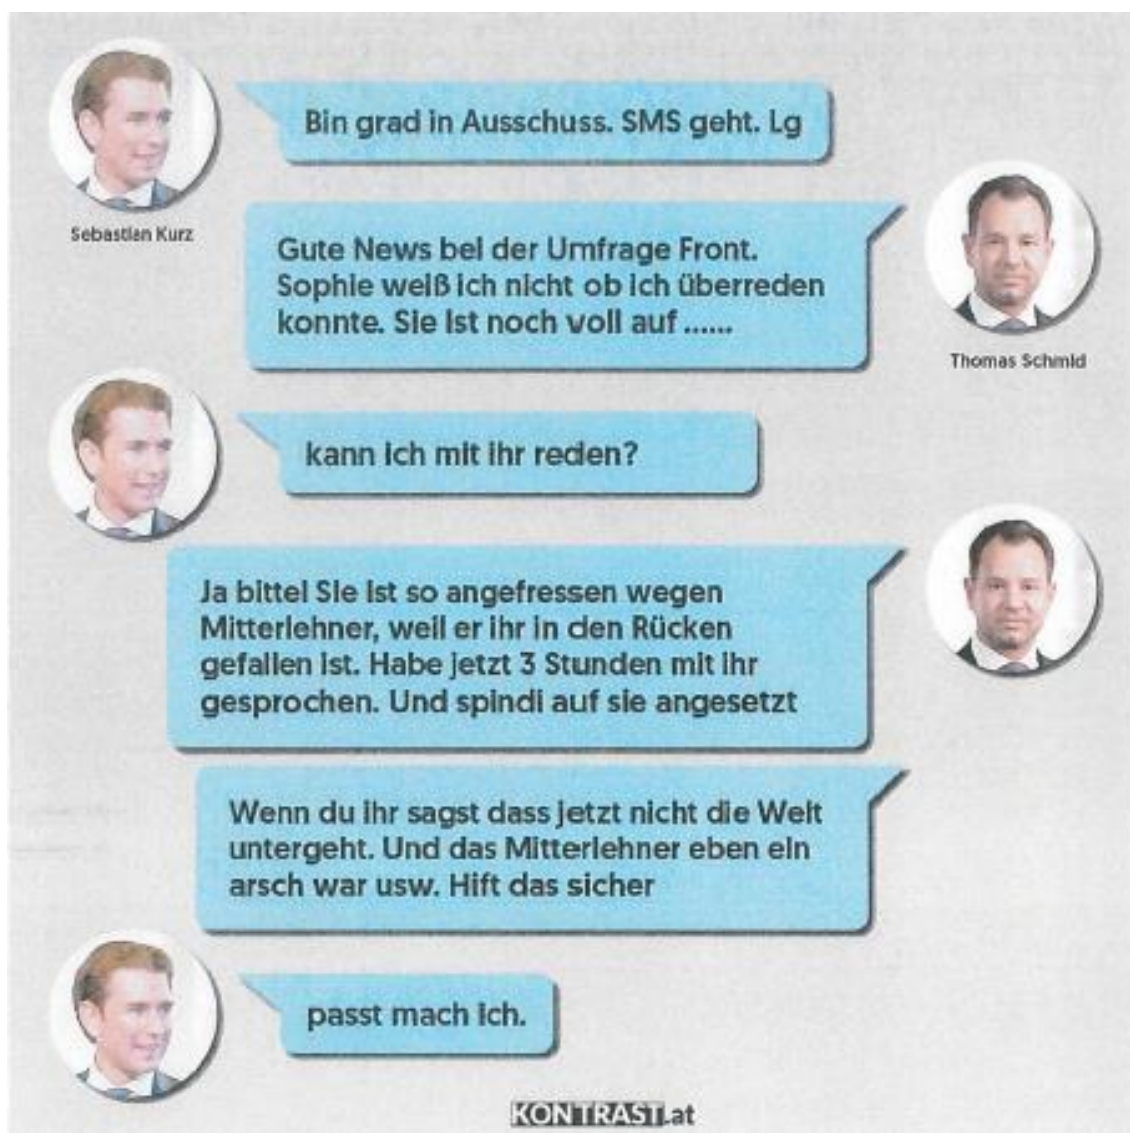 Bin grad in Ausschuss. SMS geht. Lg
Sebastian Kurz
Gute News bei der Umfrage Front.
Sophie weiß ich nicht ob ich überreden
konnte. Sie ist noch voll auf ......
Thomas Schmid
kann ich mit ihr reden?
Ja bitte! Sie ist so angefressen wegen
Mitterlehner, weil er ihr in den Rücken
gefallen ist. Habe jetzt 3 Stunden mit ihr
gesprochen. Und spindi auf sie angesetzt
Wenn du ihr sagst dass jetzt nicht die Welt
untergeht. Und das Mitterlehner eben ein
arsch war usw. Hift das sicher
passt mach ich.
KONTRAST.at